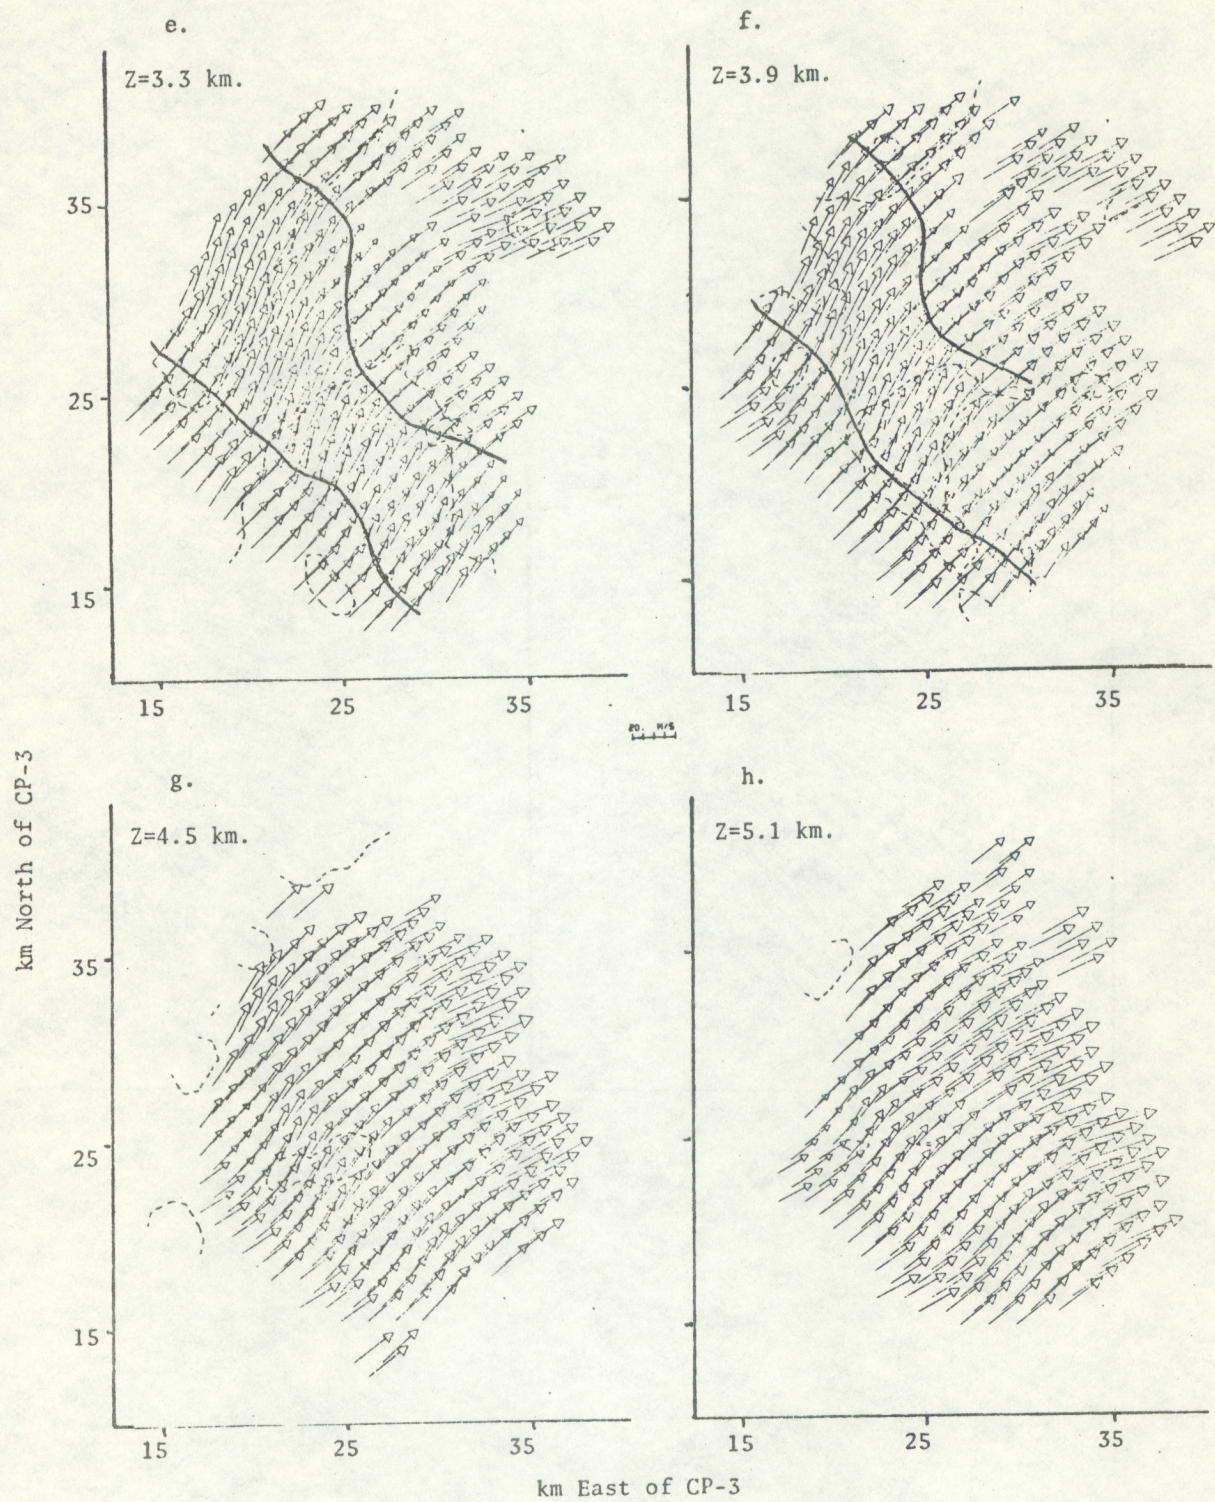 e.
Z=3.3 km.
35
25
15
15 25 35
f.
Z=3.9 km.
15 25 35
20. M/S
km North of CP-3
g.
Z=4.5 km.
35
25
15
15 25 35
h.
Z=5.1 km.
15 25 35
km East of CP-3